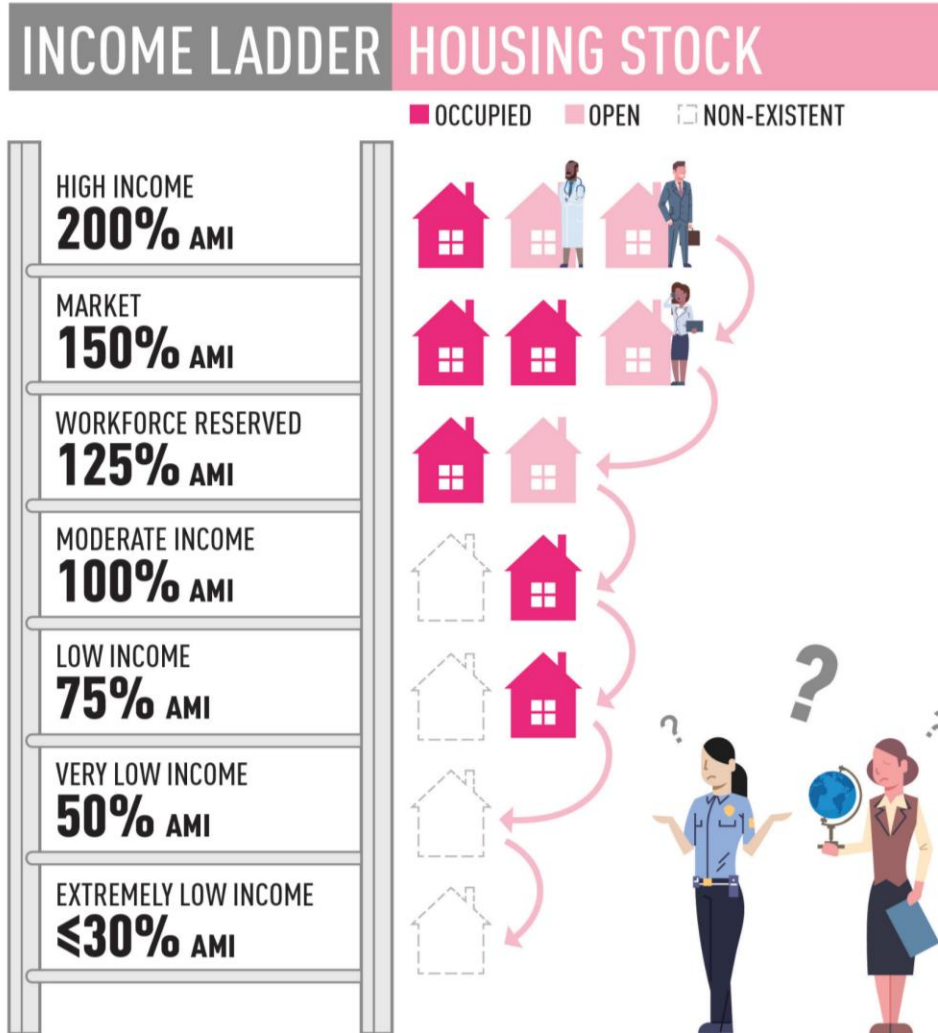 INCOME LADDER
HOUSING STOCK
OCCUPIED
OPEN
NON-EXISTENT
HIGH INCOME
200% AMI
MARKET
150% AMI
WORKFORCE RESERVED
125% AMI
MODERATE INCOME
100% AMI
LOW INCOME
75% AMI
VERY LOW INCOME
50% AMI
EXTREMELY LOW INCOME
≤30% AMI
?
?
?